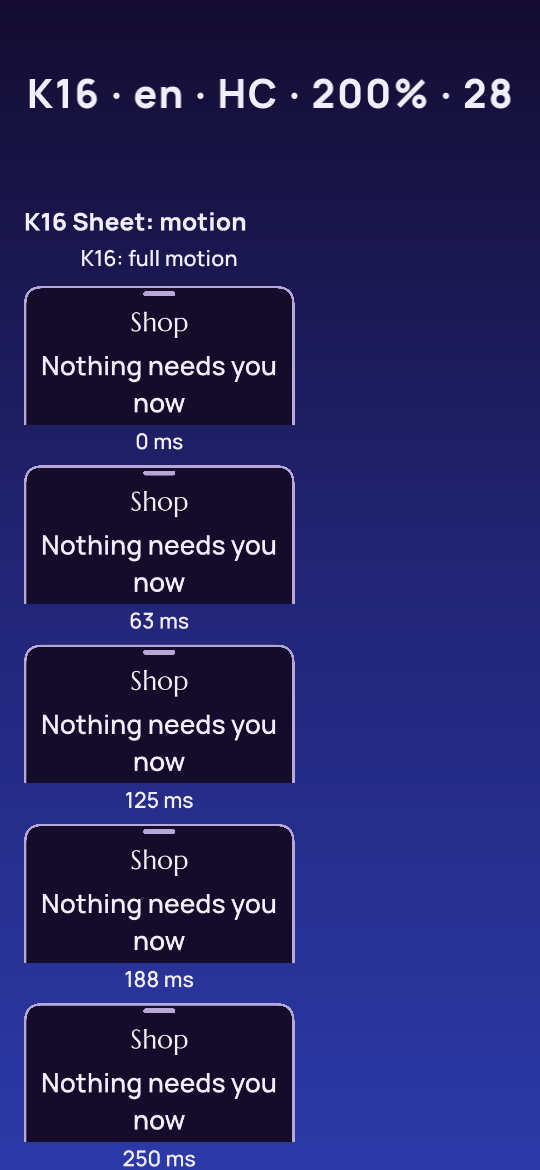 K16 · en · HC · 200% · 28
K16 Sheet: motion
K16: full motion
Shop
Nothing needs you
now
0 ms
Shop
Nothing needs you
now
63 ms
Shop
Nothing needs you
now
125 ms
Shop
Nothing needs you
now
188 ms
Shop
Nothing needs you
now
250 ms